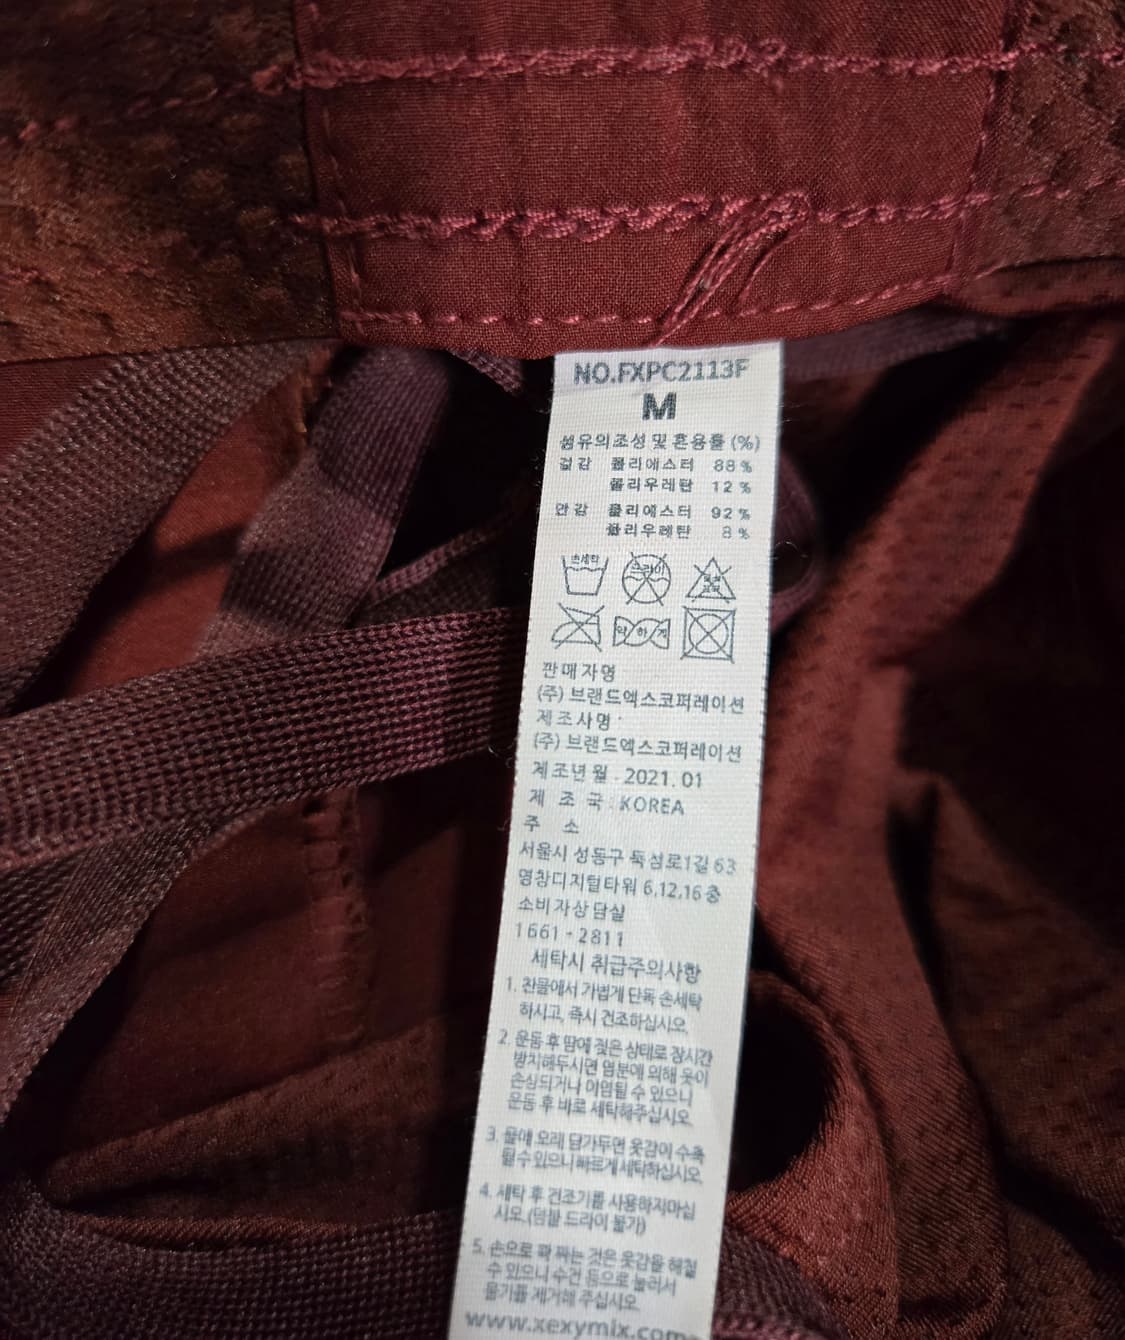 NO.FXPC2113F
M
섬유의조성 및 혼용률 (%)
겉감 폴리에스터 88 %
폴리우레탄 12 %
안감 폴리에스터 92 %
폴리우레탄 8 %
손세탁 드라이
약하게
판매자명
(주) 브랜드엑스코퍼레이션
제조사명
(주) 브랜드엑스코퍼레이션
제조년월 . 2021. 01
제 조 국 : KOREA
주 소
서울시 성동구 뚝섬로1길 63
영창디지털타워 6,12,16층
소비자상담실
1661 - 2811
세탁시 취급주의사항
1. 찬물에서 가볍게 단독 손세탁
하시고, 즉시 건조하십시오.
2. 운동 후 땀에 젖은 상태로 장시간
방치해두시면 염분에 의해 옷이
손상되거나 이염될 수 있으니
운동 후 바로 세탁해주십시오.
3. 물에 오래 담가두면 옷감이 수축
될 수 있으니 빠르게 세탁하십시오.
4. 세탁 후 건조기를 사용하지마십
시오. (텀블 드라이 불가)
5. 손으로 꽉 짜는 것은 옷감을 해칠
수 있으니 수건 등으로 눌러서
물기를 제거해 주십시오.
www.xexymix.com